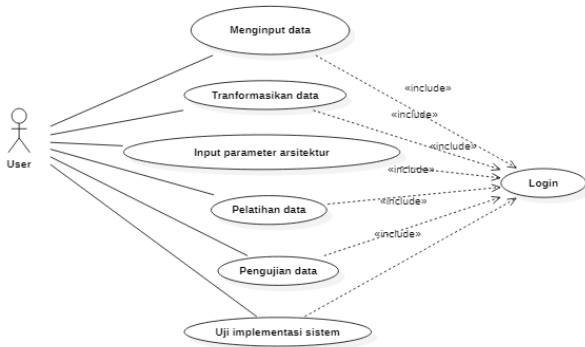 Menginput data
«include»
Tranformasikan data
«include»
User
Input parameter arsitektur
«include»
«include»
Login
Pelatihan data
«include»
Pengujian data
«include»
Uji implementasi sistem